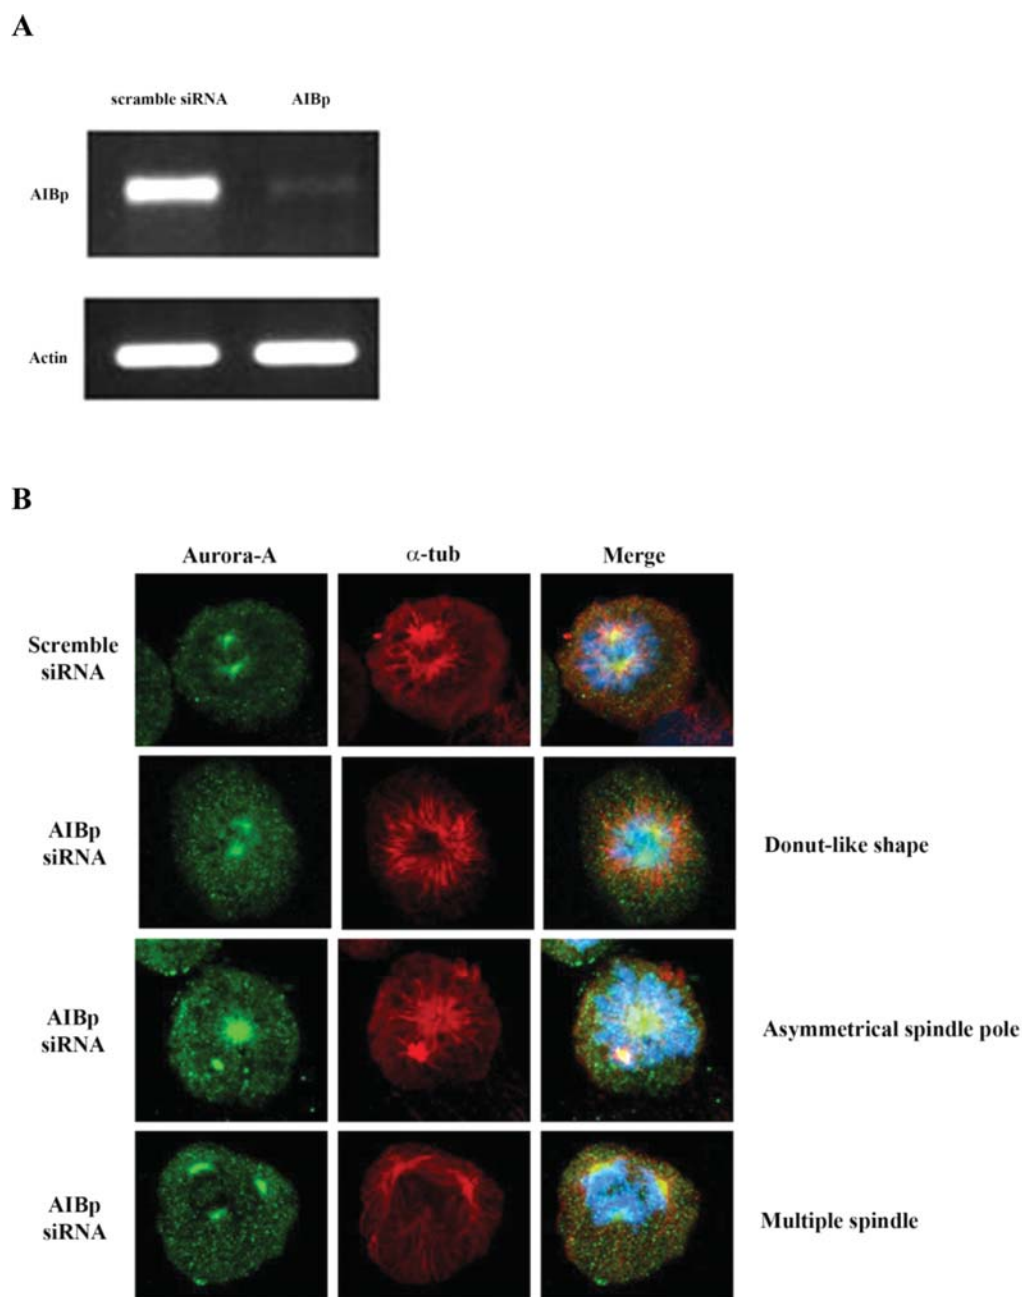 A
scramble siRNA AIBp
AIBp
Actin
B
Aurora-A α-tub Merge
Scremble
siRNA
AIBp
siRNA
Donut-like shape
AIBp
siRNA
Asymmetrical spindle pole
AIBp
siRNA
Multiple spindle